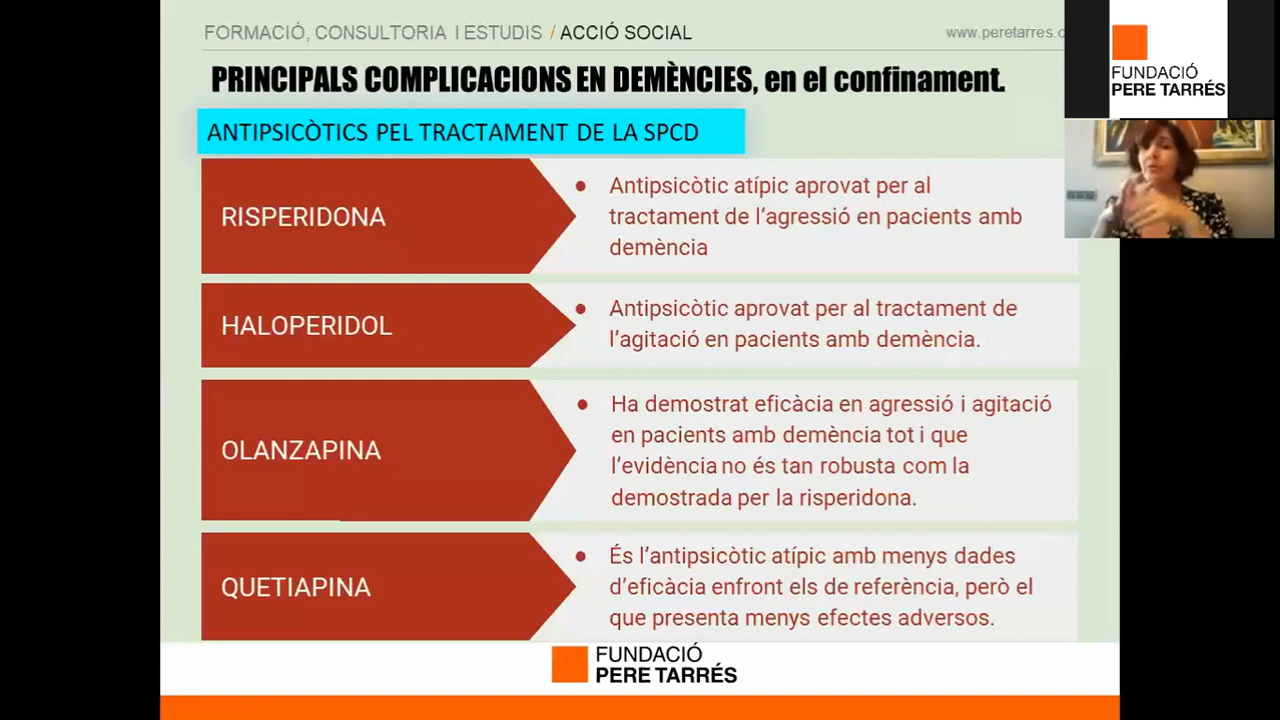 FORMACIÓ, CONSULTORIA I ESTUDIS / ACCIÓ SOCIAL
www.peretarres.
FUNDACIÓ
PERE TARRÉS
PRINCIPALS COMPLICACIONS EN DEMÈNCIES, en el confinament.
ANTIPSICÒTICS PEL TRACTAMENT DE LA SPCD
RISPERIDONA
• Antipsicòtic atípic aprovat per al
tractament de l’agressió en pacients amb
demència
HALOPERIDOL
• Antipsicòtic aprovat per al tractament de
l’agitació en pacients amb demència.
OLANZAPINA
• Ha demostrat eficàcia en agressió i agitació
en pacients amb demència tot i que
l’evidència no és tan robusta com la
demostrada per la risperidona.
QUETIAPINA
• És l’antipsicòtic atípic amb menys dades
d’eficàcia enfront els de referència, però el
que presenta menys efectes adversos.
FUNDACIÓ
PERE TARRÉS